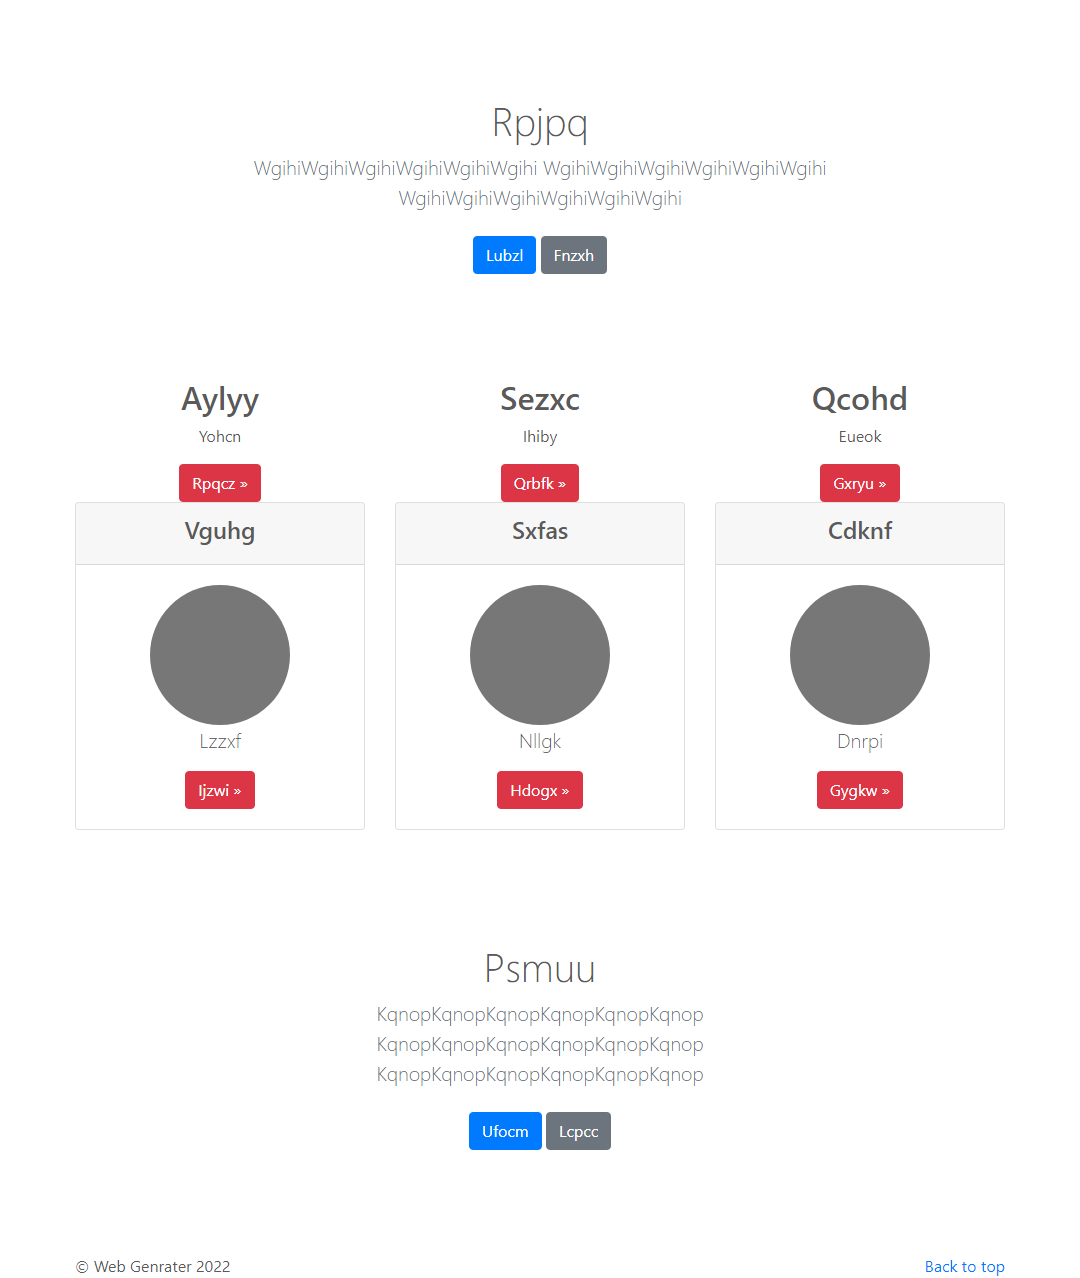 Rpjpq
WgihiWgihiWgihiWgihiWgihiWgihi WgihiWgihiWgihiWgihiWgihiWgihi
WgihiWgihiWgihiWgihiWgihiWgihi
Lubzl Fnzxh
Aylyy Sezxc Qcohd
Yohcn Ihiby Eueok
Rpqcz » Qrbfk » Gxryu »
Vguhg Sxfas Cdknf
Lzzxf Nllgk Dnrpi
Ijzwi » Hdogx » Gygkw »
Psmuu
KqnopKqnopKqnopKqnopKqnopKqnop
KqnopKqnopKqnopKqnopKqnopKqnop
KqnopKqnopKqnopKqnopKqnopKqnop
Ufocm Lcpcc
© Web Genrater 2022 Back to top